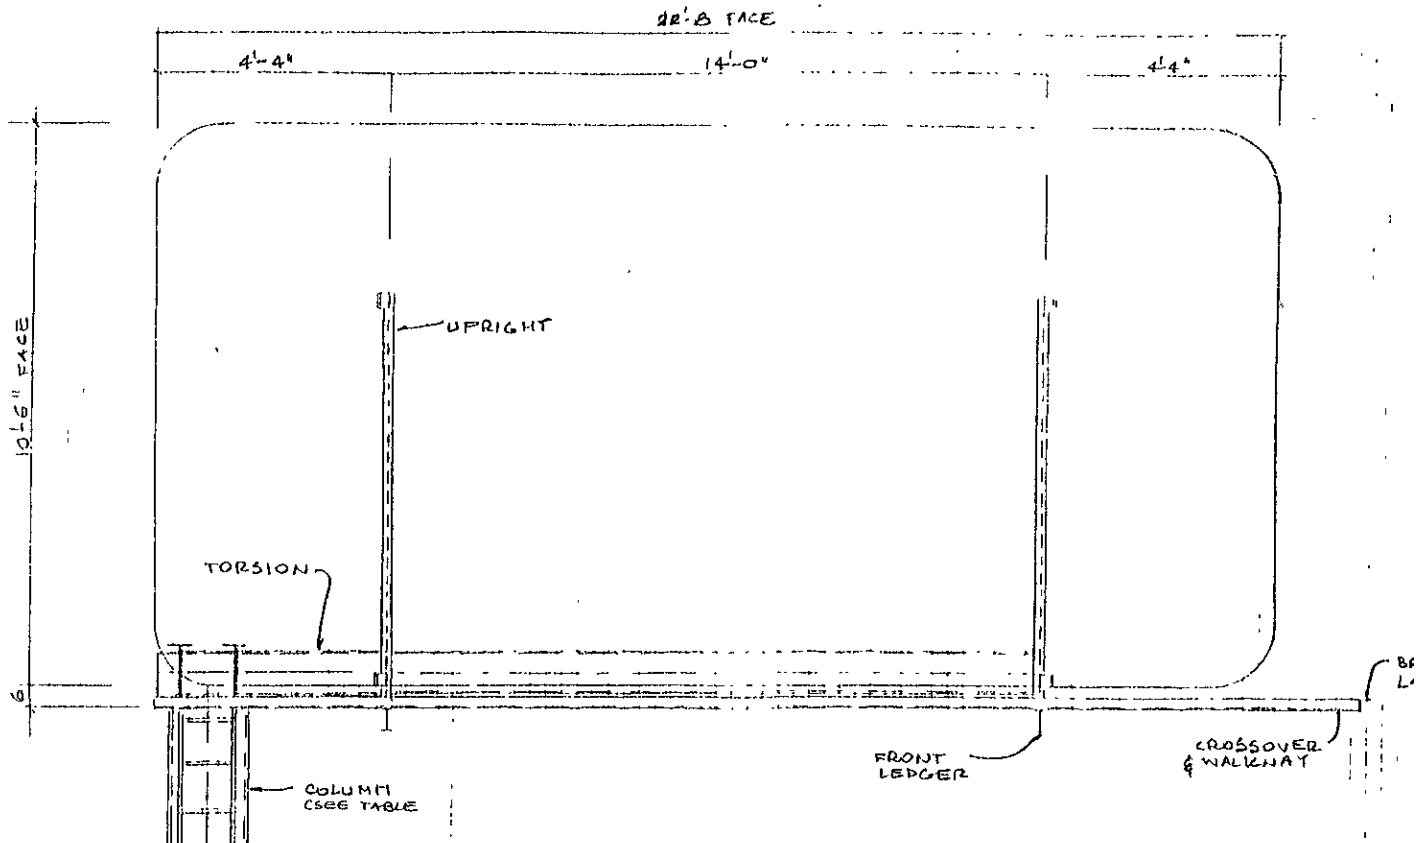 22'-8 FACE
4'-4"
14'-0"
4'4"
10'-6" FACE
UPRIGHT
TORSION
6
FRONT
LEDGER
CROSSOVER
& WALKWAY
COLUMN
(SEE TABLE